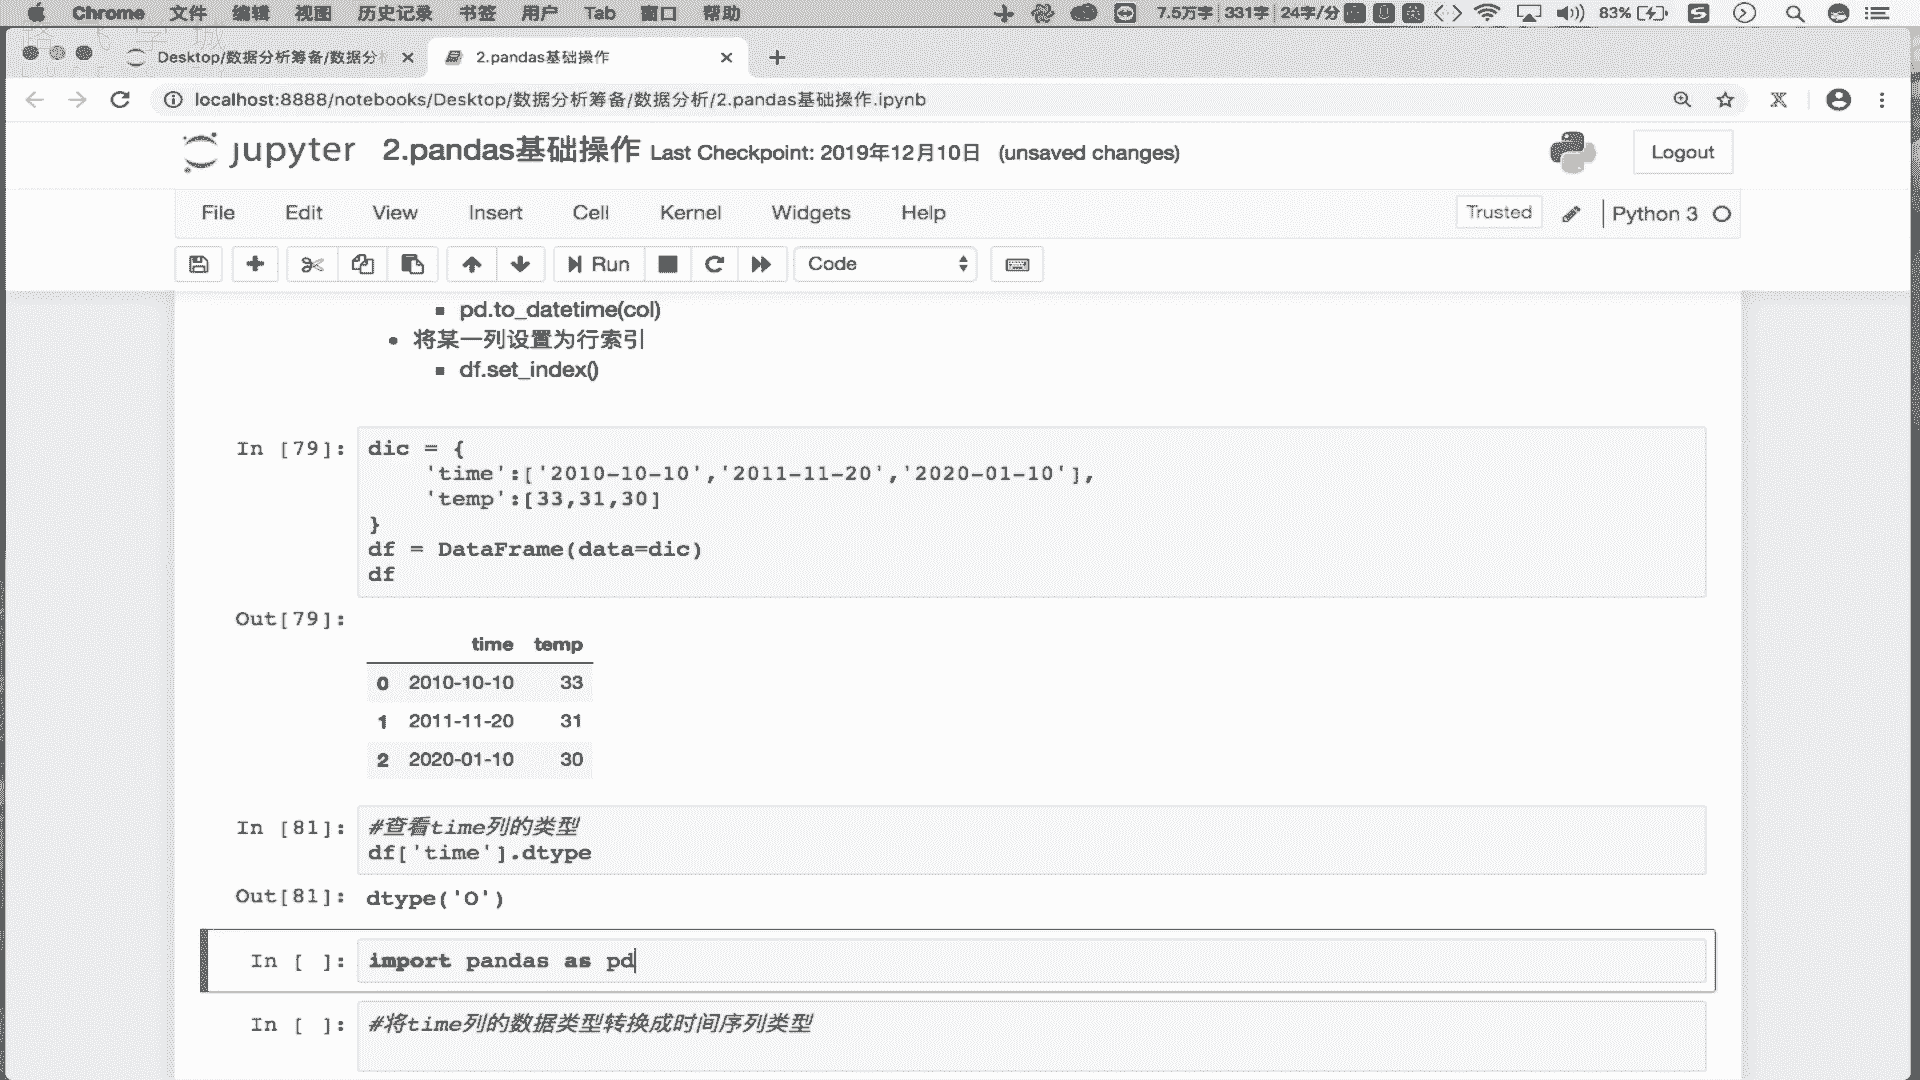 Chrome 文件 编辑 视图 历史记录 书签 用户 Tab 窗口 帮助 7.5万字 331字 24字/分 83%
Desktop/数据分析筹备/数据分
2.pandas基础操作
localhost:8888/notebooks/Desktop/数据分析筹备/数据分析/2.pandas基础操作.ipynb
jupyter 2.pandas基础操作 Last Checkpoint: 2019年12月10日 (unsaved changes)
Logout
File Edit View Insert Cell Kernel Widgets Help
Trusted Python 3
Run Code
pd.to_datetime(col)
将某一列设置为行索引
df.set_index()
In [79]: dic = {
'time':['2010-10-10','2011-11-20','2020-01-10'],
'temp':[33,31,30]
}
df = DataFrame(data=dic)
df
Out[79]:
time temp
0 2010-10-10 33
1 2011-11-20 31
2 2020-01-10 30
In [81]: #查看time列的类型
df['time'].dtype
Out[81]: dtype('O')
In [ ]: import pandas as pd
In [ ]: #将time列的数据类型转换成时间序列类型